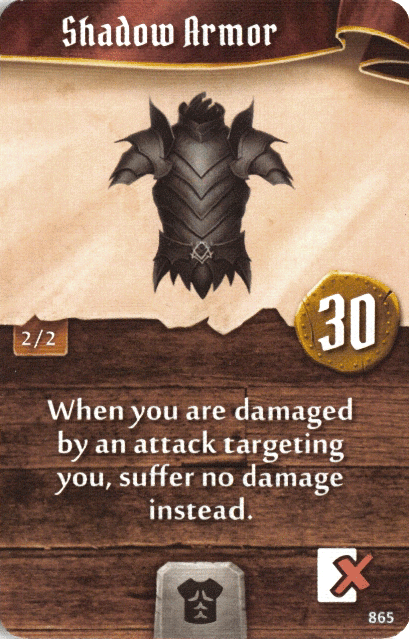 Shadow Armor
30
2/2
When you are damaged
by an attack targeting
you, suffer no damage
instead.
865